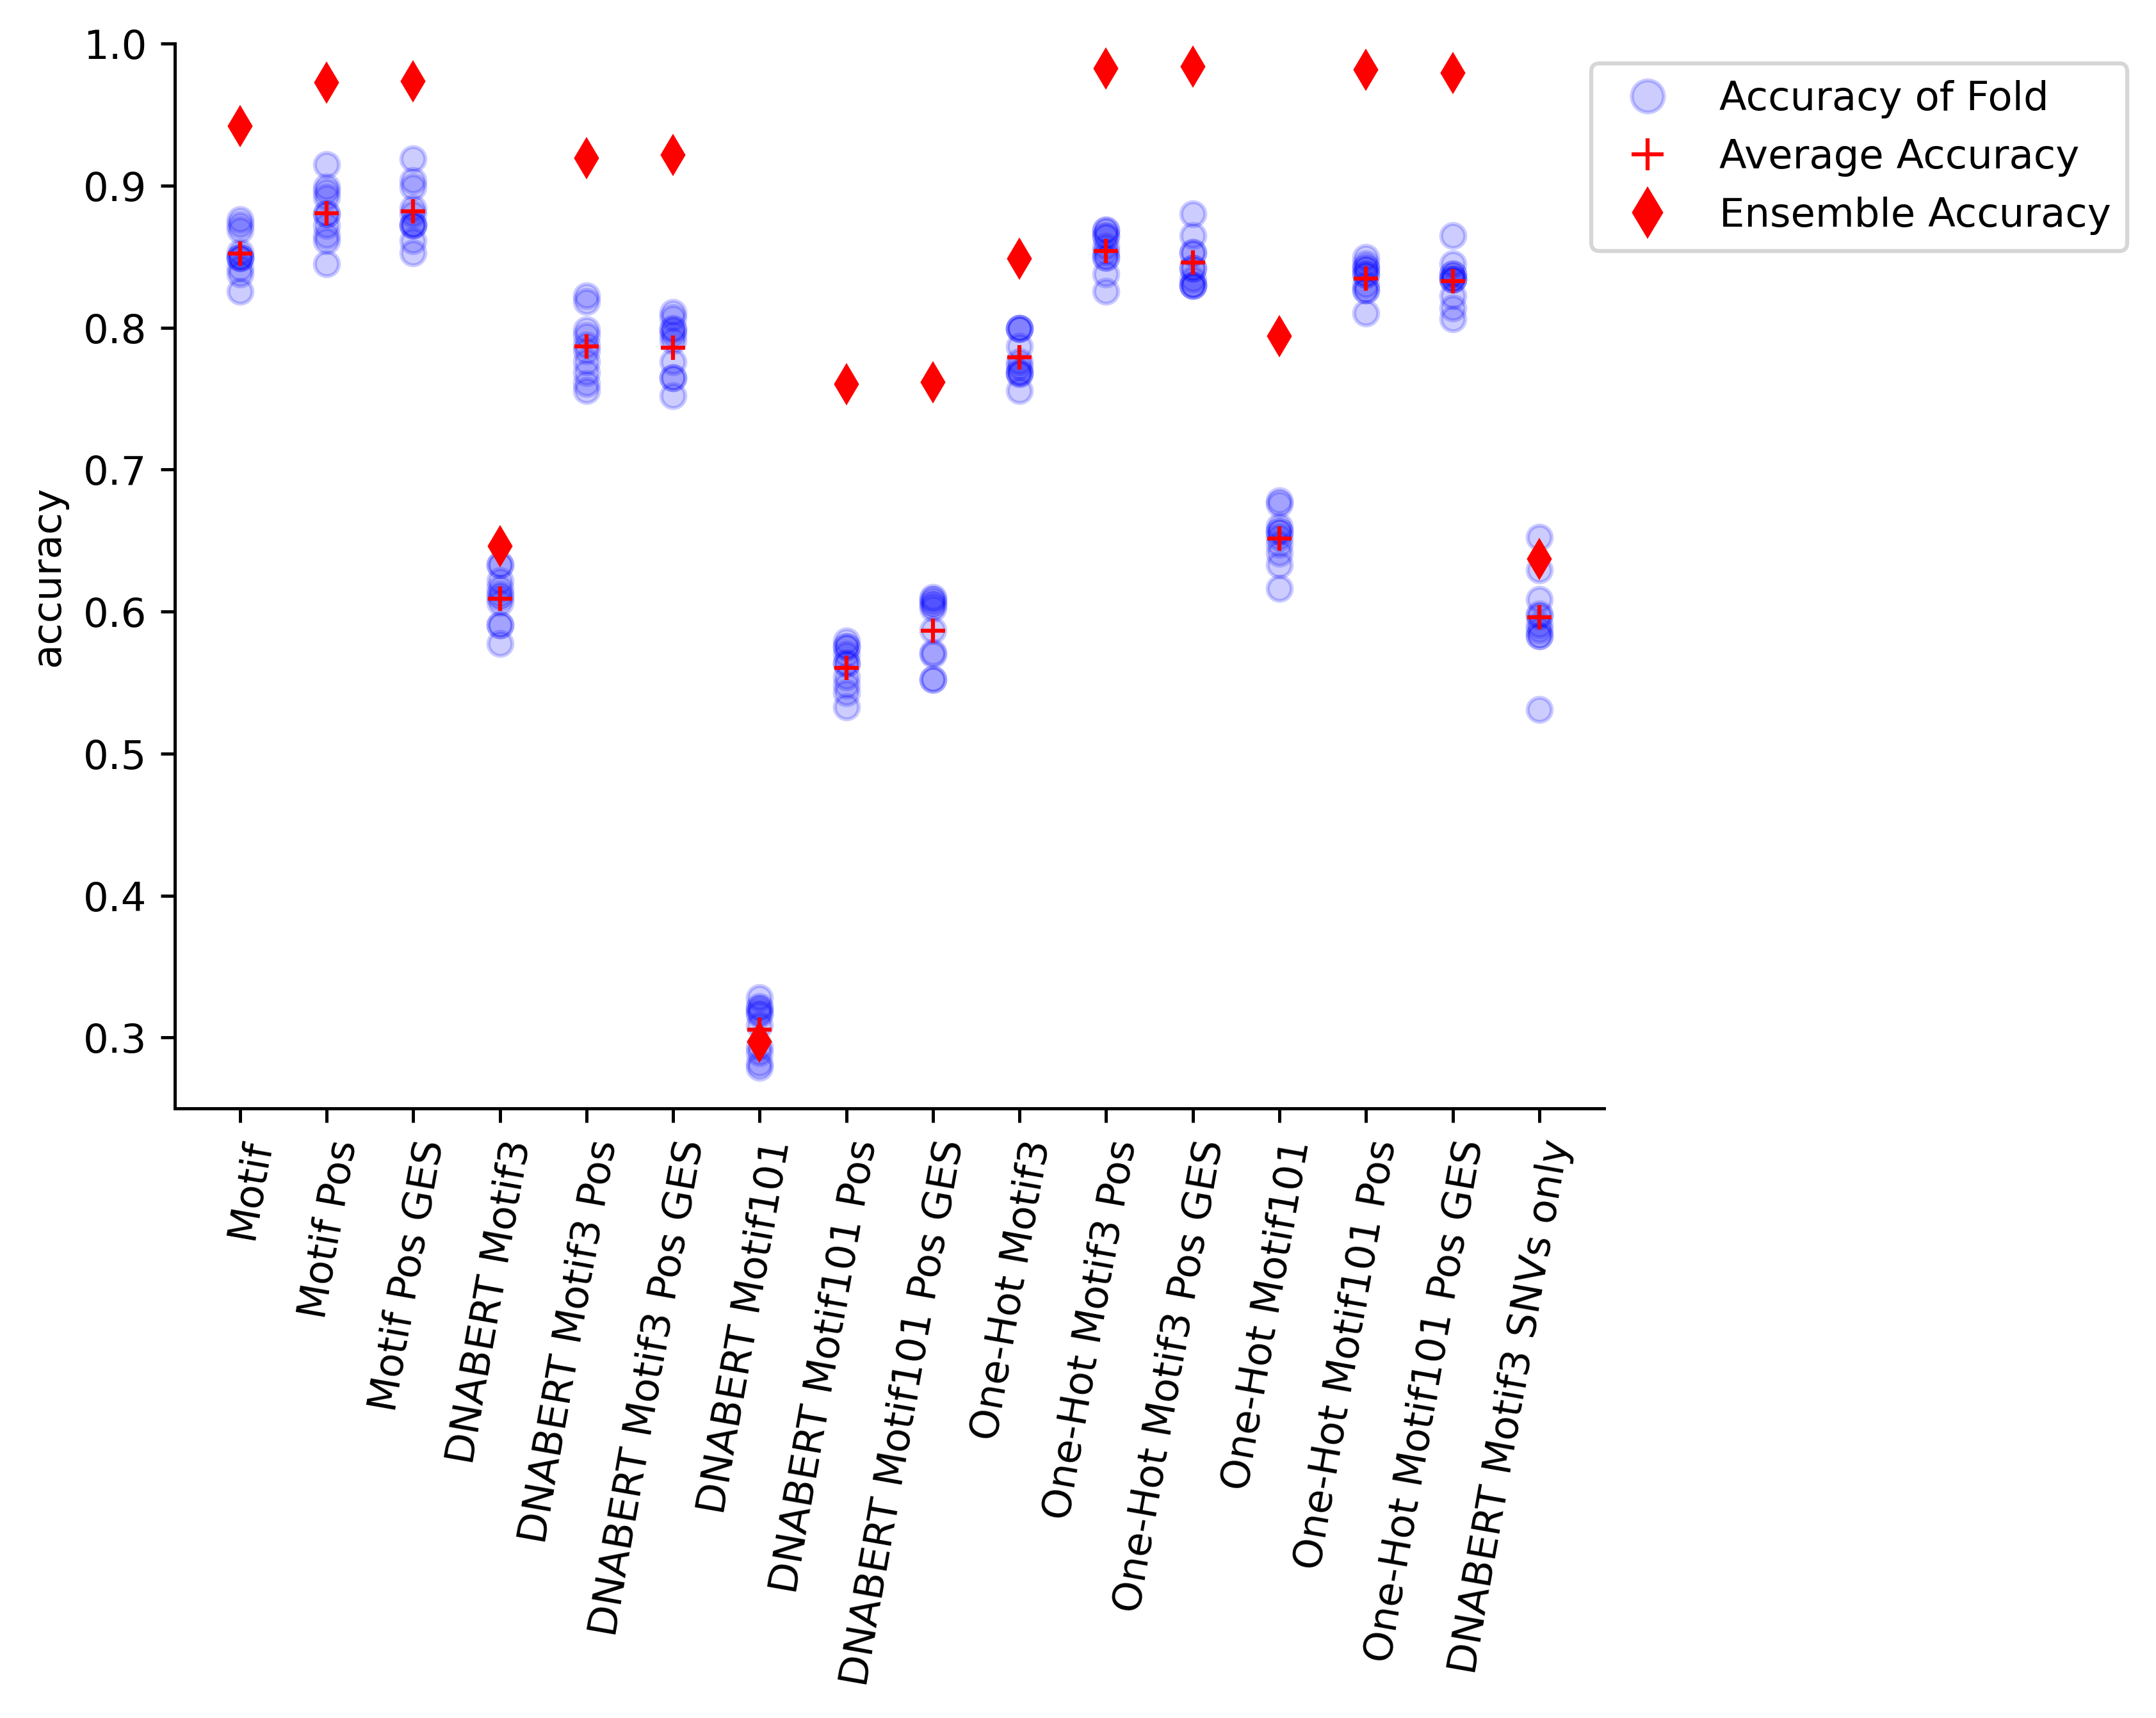 1.0
0.9
0.8
0.7
0.6
0.5
0.4
0.3
accuracy
Accuracy of Fold
Average Accuracy
Ensemble Accuracy
Motif
Motif Pos
Motif Pos GES
DNABERT Motif3
DNABERT Motif3 Pos
DNABERT Motif3 Pos GES
DNABERT Motif101
DNABERT Motif101 Pos
DNABERT Motif101 Pos GES
One-Hot Motif3
One-Hot Motif3 Pos
One-Hot Motif3 Pos GES
One-Hot Motif101
One-Hot Motif101 Pos
One-Hot Motif101 Pos GES
DNABERT Motif3 SNVs only